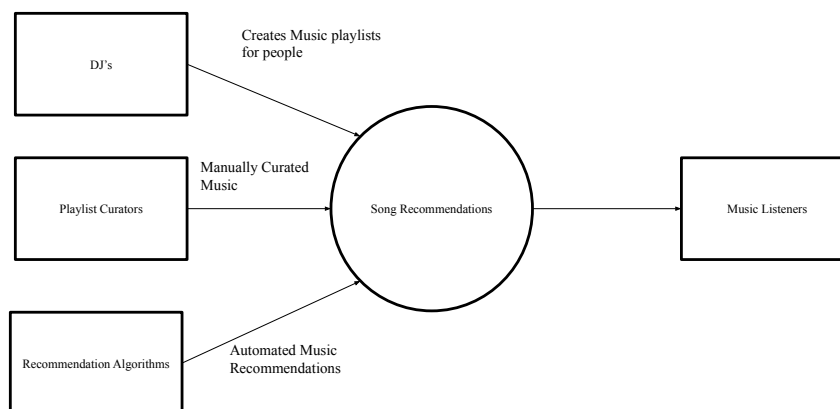 Creates Music playlists
for people
DJ's
Manually Curated
Music
Playlist Curators
Song Recommendations
Music Listeners
Automated Music
Recommendations
Recommendation Algorithms